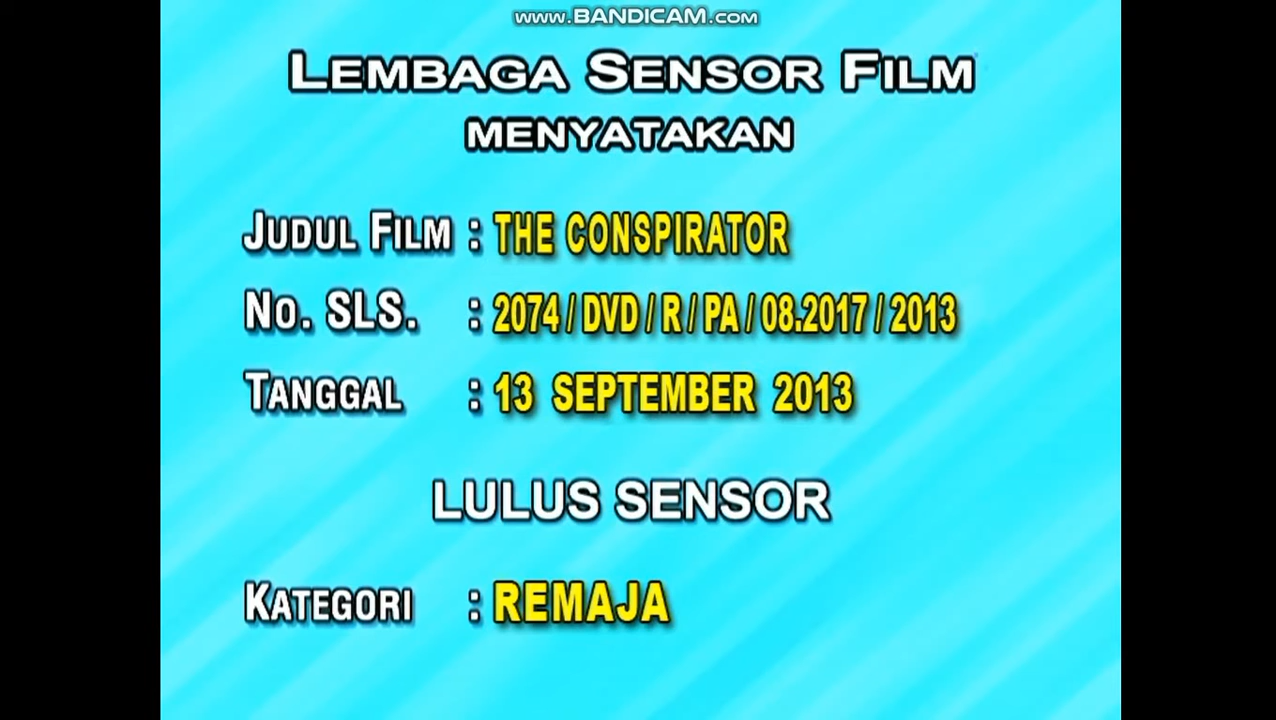 www.BANDICAM.com
LEMBAGA SENSOR FILM
MENYATAKAN
JUDUL FILM : THE CONSPIRATOR
NO. SLS. : 2074 / DVD / R / PA / 08.2017 / 2013
TANGGAL : 13 SEPTEMBER 2013
LULUS SENSOR
KATEGORI : REMAJA